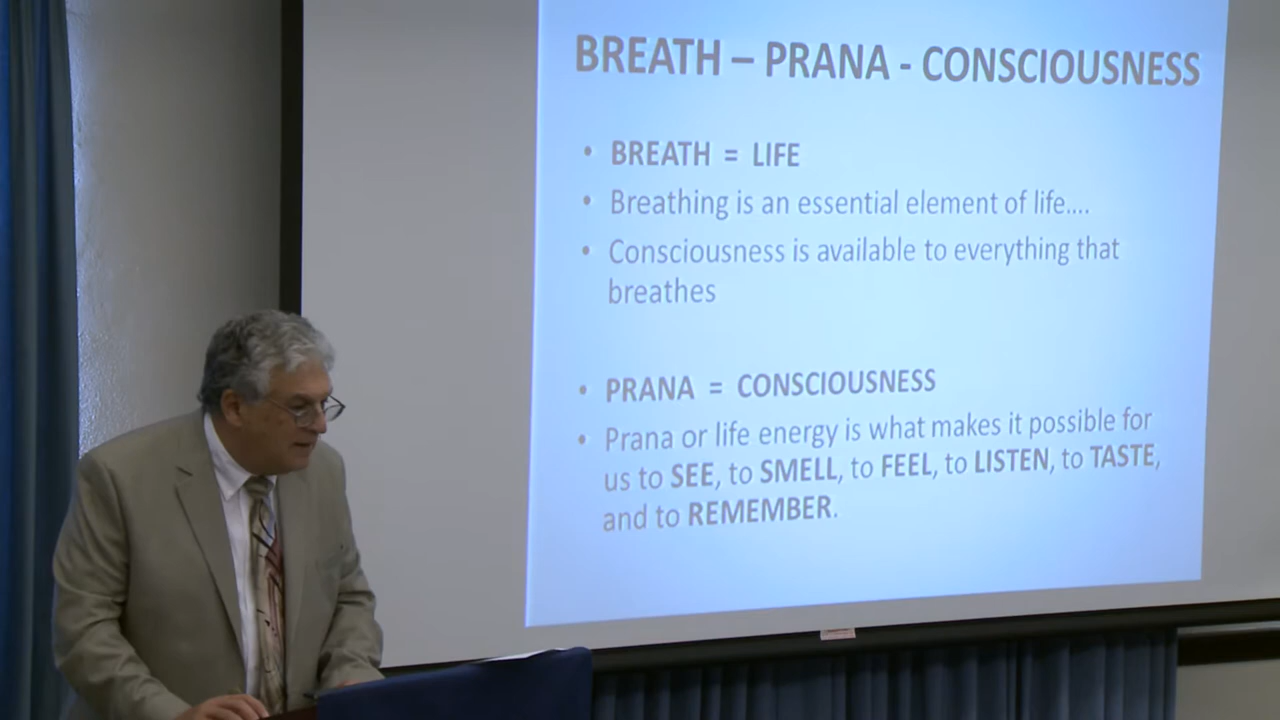 BREATH – PRANA - CONSCIOUSNESS
• BREATH = LIFE
• Breathing is an essential element of life....
• Consciousness is available to everything that
breathes
• PRANA = CONSCIOUSNESS
• Prana or life energy is what makes it possible for
us to SEE, to SMELL, to FEEL, to LISTEN, to TASTE,
and to REMEMBER.